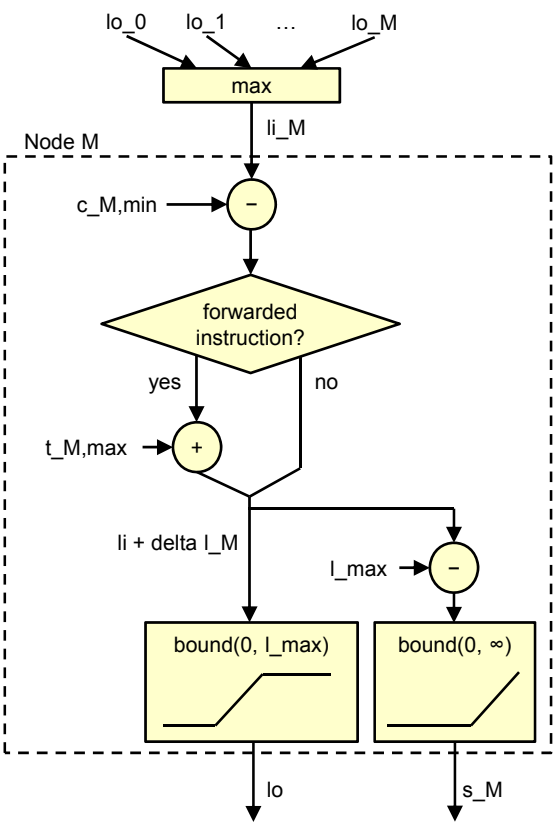 lo_0 lo_1 ... lo_M
max
li_M
Node M
c_M,min
−
forwarded
instruction?
yes
no
t_M,max
+
li + delta l_M
l_max
−
bound(0, l_max)
bound(0, ∞)
lo
s_M